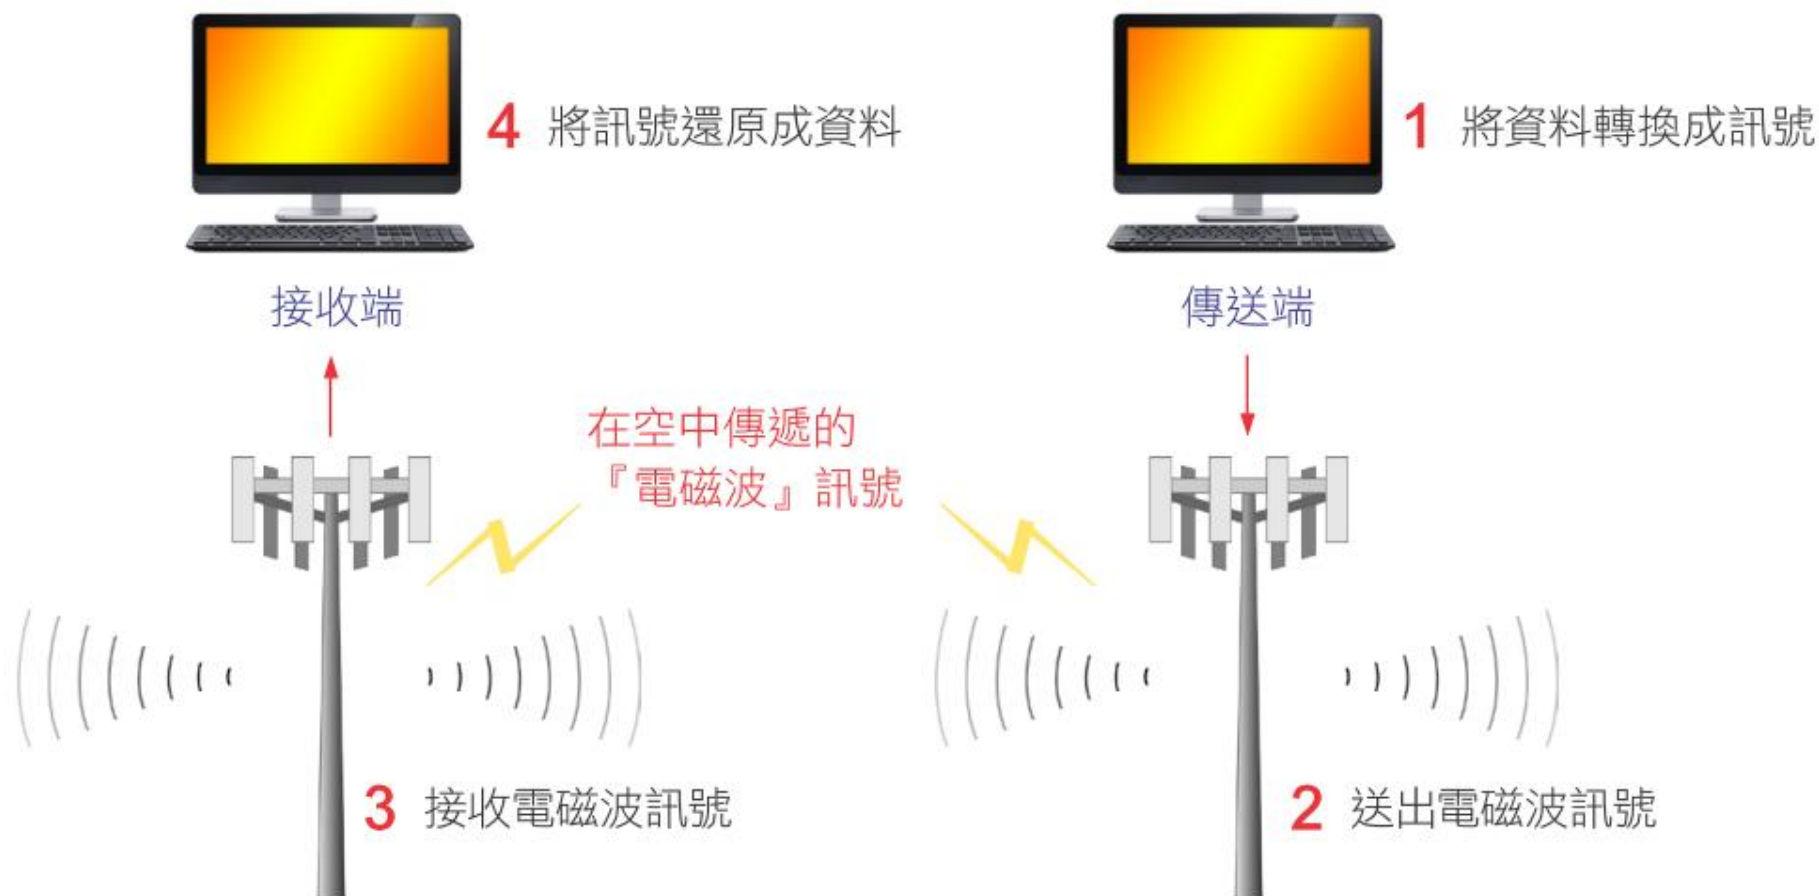 4 將訊號還原成資料
1 將資料轉換成訊號
接收端
傳送端
在空中傳遞的
『電磁波』訊號
3 接收電磁波訊號
2 送出電磁波訊號